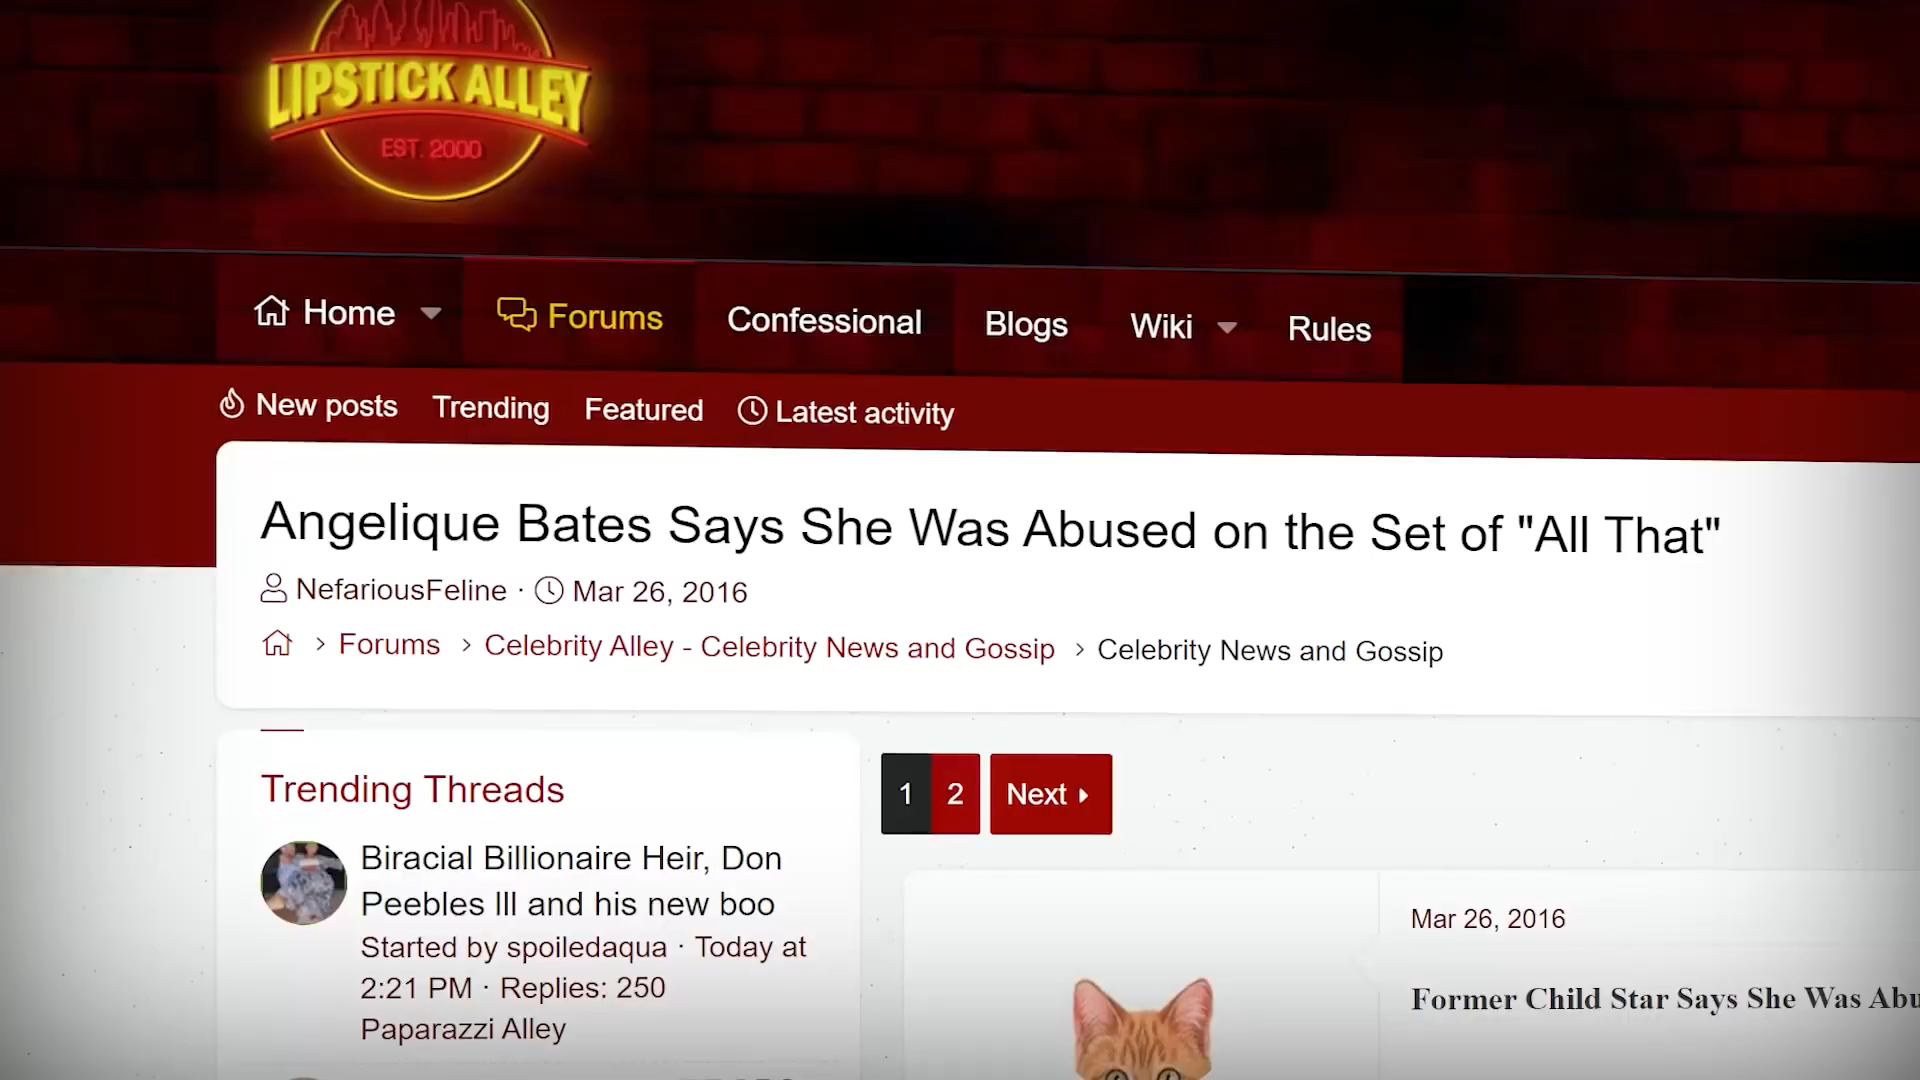 LIPSTICK ALLEY
EST. 2000
Home
Forums
Confessional
Blogs
Wiki
Rules
New posts
Trending
Featured
Latest activity
Angelique Bates Says She Was Abused on the Set of "All That"
NefariousFeline · Mar 26, 2016
Forums > Celebrity Alley - Celebrity News and Gossip > Celebrity News and Gossip
Trending Threads
Biracial Billionaire Heir, Don
Peebles lll and his new boo
Started by spoiledaqua · Today at
2:21 PM · Replies: 250
Paparazzi Alley
1
2
Next
Mar 26, 2016
Former Child Star Says She Was Abu